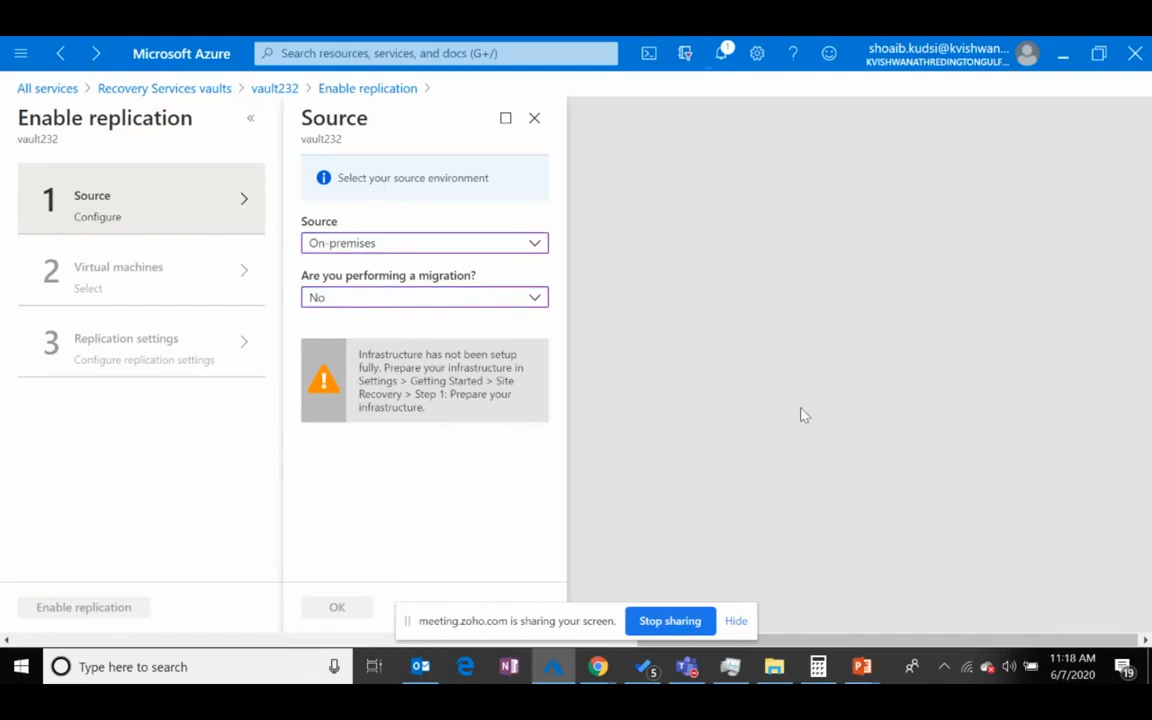 Microsoft Azure
Search resources, services, and docs (G+/)
1
shoaib.kudsi@kvishwan...
KVISHWANATHREDINGTONGULF...
All services > Recovery Services vaults > vault232 > Enable replication >
Enable replication
vault232
1
Source
Configure
2
Virtual machines
Select
3
Replication settings
Configure replication settings
Enable replication
Source
vault232
Select your source environment
Source
On-premises
Are you performing a migration?
No
Infrastructure has not been setup
fully. Prepare your infrastructure in
Settings > Getting Started > Site
Recovery > Step 1: Prepare your
infrastructure.
OK
meeting.zoho.com is sharing your screen.
Stop sharing
Hide
Type here to search
5
11:18 AM
6/7/2020
19